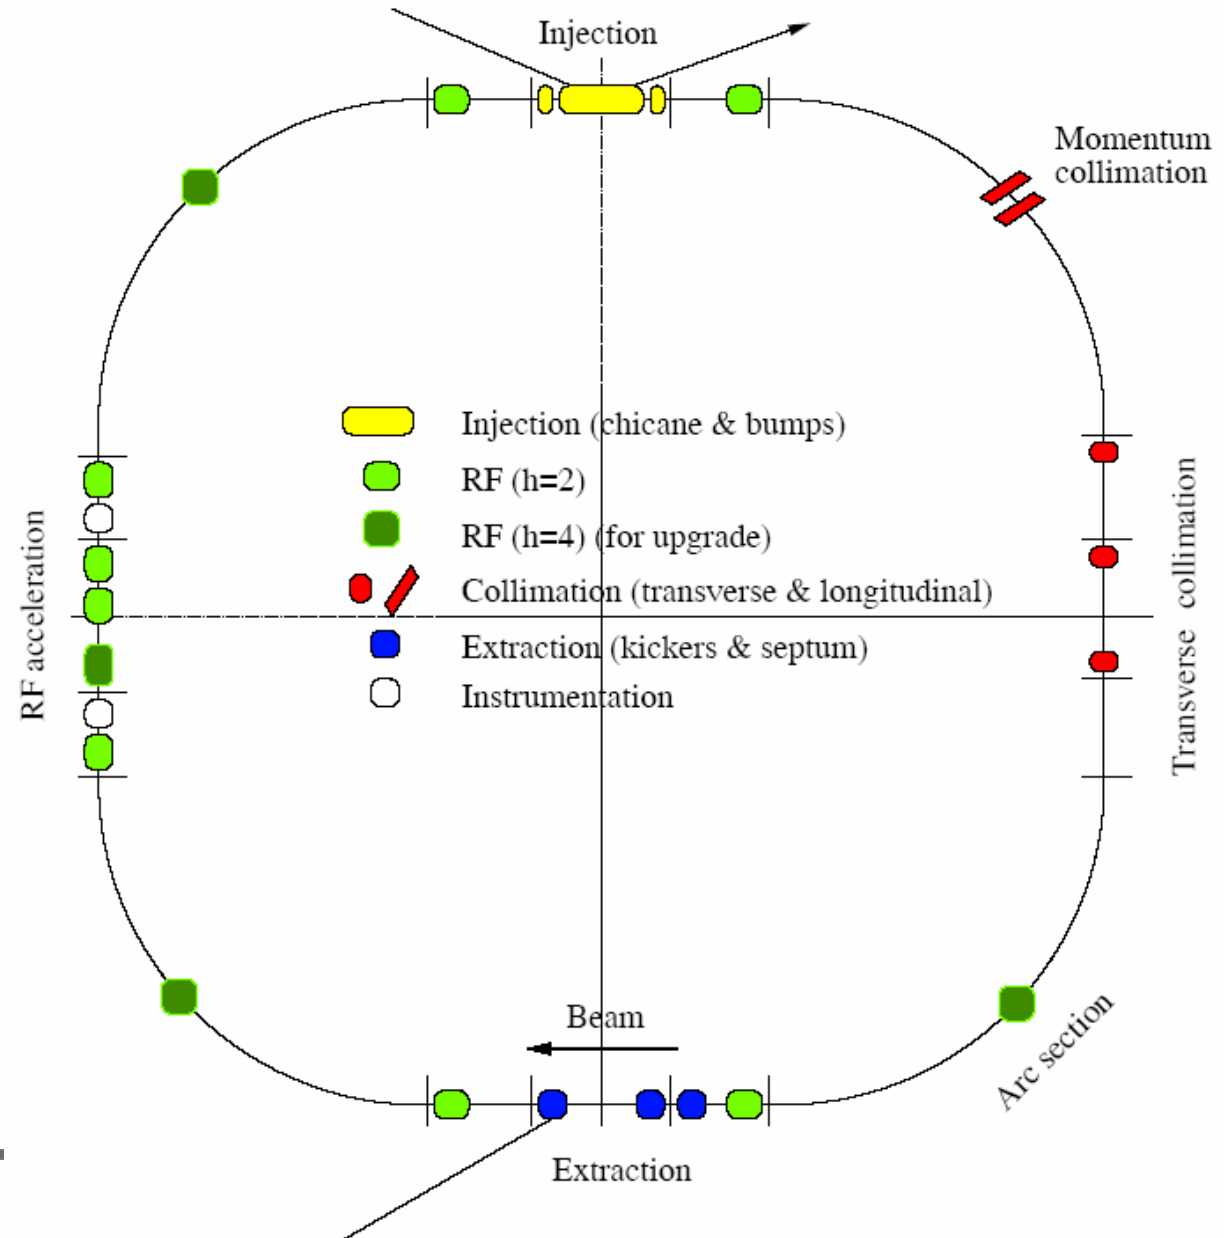 Injection
Momentum
collimation
Injection (chicane & bumps)
RF (h=2)
RF (h=4) (for upgrade)
Collimation (transverse & longitudinal)
Extraction (kickers & septum)
Instrumentation
RF acceleration
Transverse collimation
Beam
Arc section
Extraction